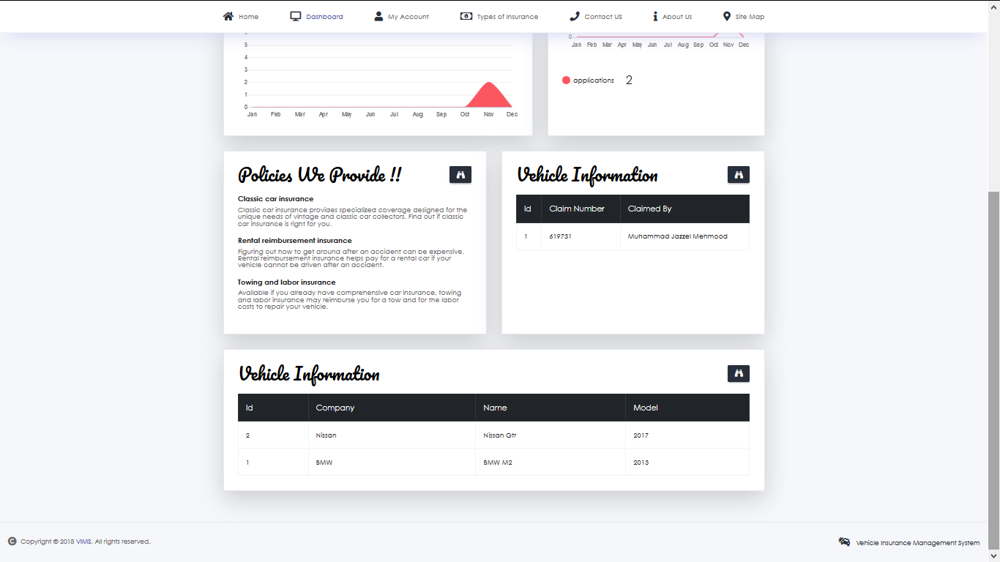 Home Dashboard My Account Types of Insurance Contact US About Us Site Map
5
4
3
2
1
0
Jan Feb Mar Apr May Jun Jul Aug Sep Oct Nov Dec
0
Jan Feb Mar Apr May Jun Jul Aug Sep Oct Nov Dec
applications 2
Policies We Provide !!
Classic car insurance
Classic car insurance provides specialized coverage designed for the
unique needs of vintage and classic car collectors. Find out if classic
car insurance is right for you.
Rental reimbursement insurance
Figuring out how to get around after an accident can be expensive.
Rental reimbursement insurance helps pay for a rental car if your
vehicle cannot be driven after an accident.
Towing and labor insurance
Available if you already have comprehensive car insurance, towing
and labor insurance may reimburse you for a tow and for the labor
costs to repair your vehicle.
Vehicle Information
Id Claim Number Claimed By
1 619731 Muhammad Jazzel Mehmood
Vehicle Information
Id Company Name Model
2 Nissan Nissan Gtr 2017
1 BMW BMW M2 2013
Copyright © 2018 VIMS. All rights reserved.
Vehicle Insurance Management System